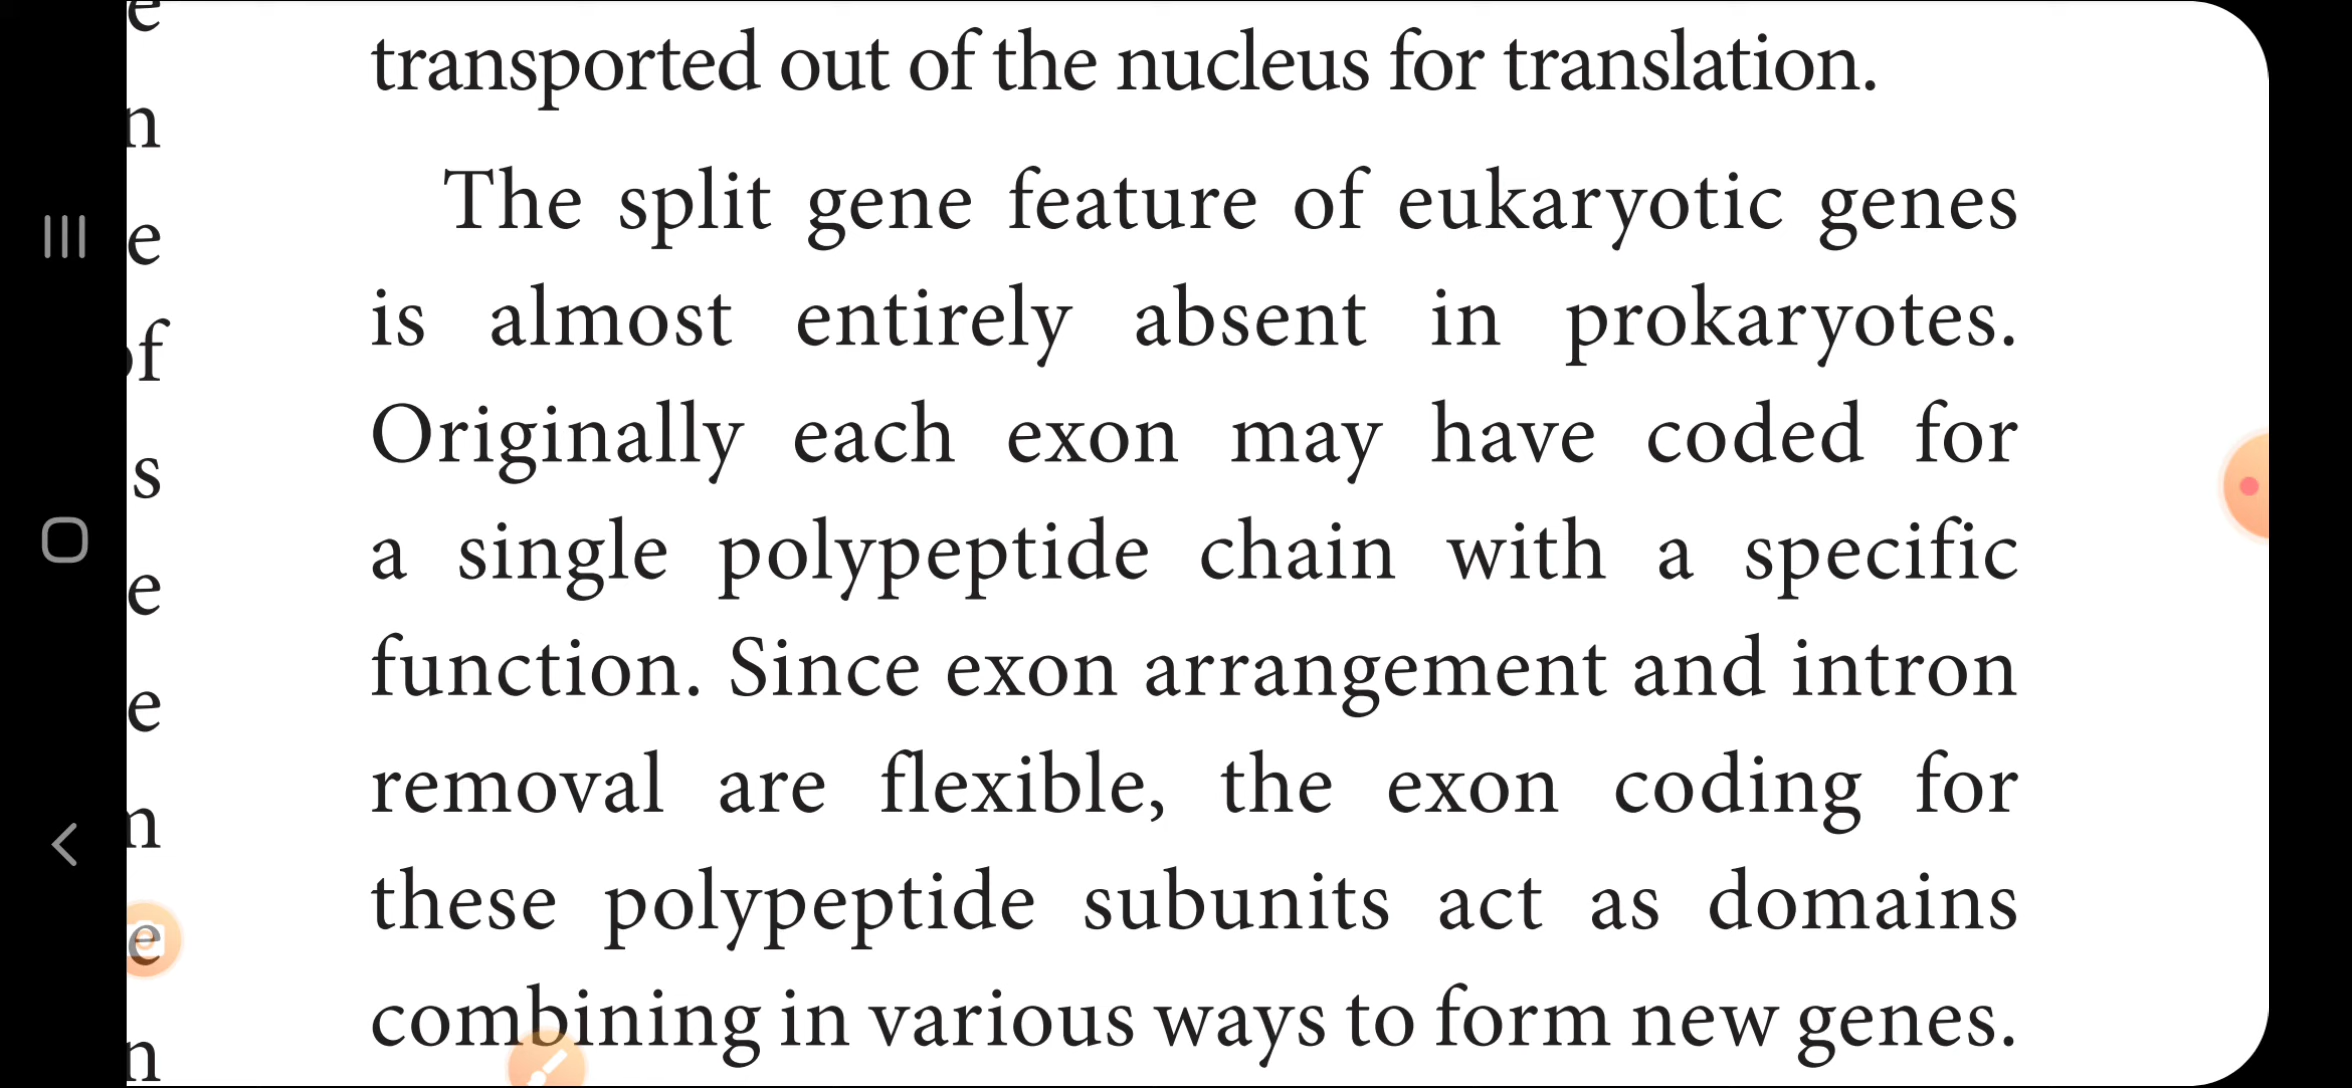 transported out of the nucleus for translation.
The split gene feature of eukaryotic genes
is almost entirely absent in prokaryotes.
Originally each exon may have coded for
a single polypeptide chain with a specific
function. Since exon arrangement and intron
removal are flexible, the exon coding for
these polypeptide subunits act as domains
combining in various ways to form new genes.